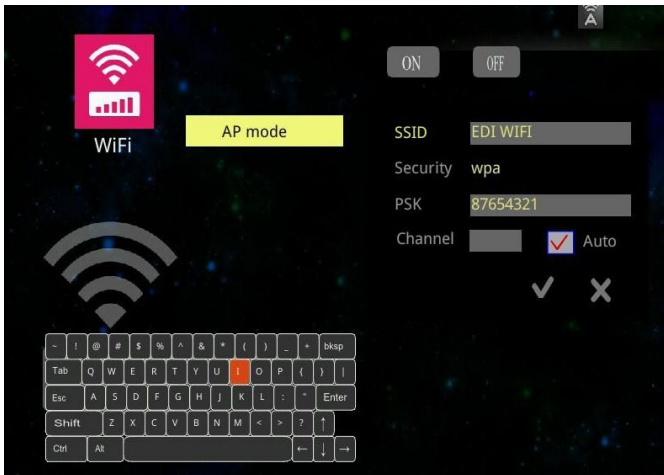 A
ON OFF
WiFi
AP mode
SSID EDI WIFI
Security wpa
PSK 87654321
Channel Auto
~ ! @ # $ % ^ & * ( ) _ + bksp
Tab Q W E R T Y U I O P { } |
Esc A S D F G H J K L : " Enter
Shift Z X C V B N M < > ? ↑
Ctrl Alt ← ↓ →